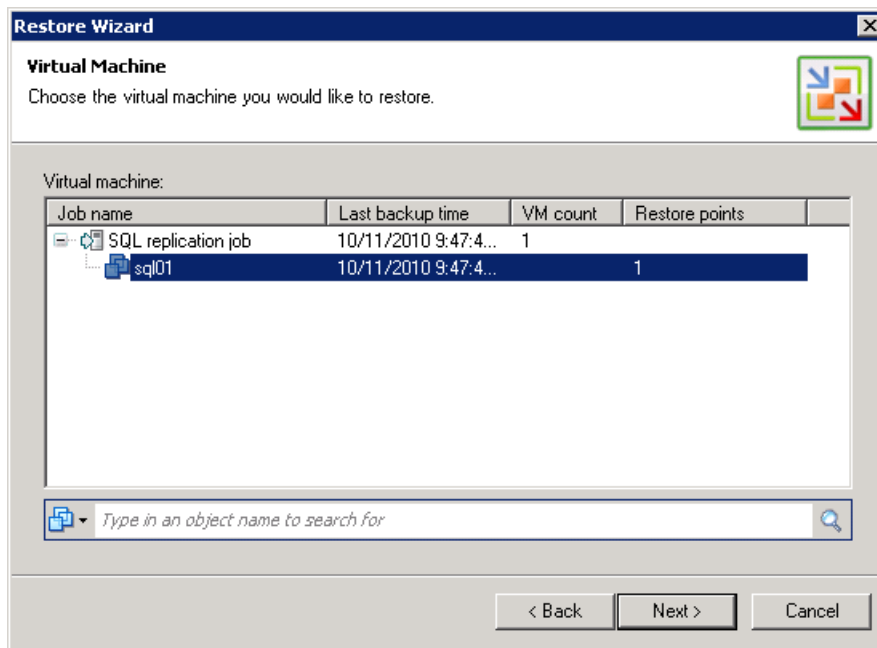 Restore Wizard
Virtual Machine
Choose the virtual machine you would like to restore.
Virtual machine:
Job name Last backup time VM count Restore points
SQL replication job 10/11/2010 9:47:4... 1
sql01 10/11/2010 9:47:4... 1
Type in an object name to search for
< Back Next > Cancel